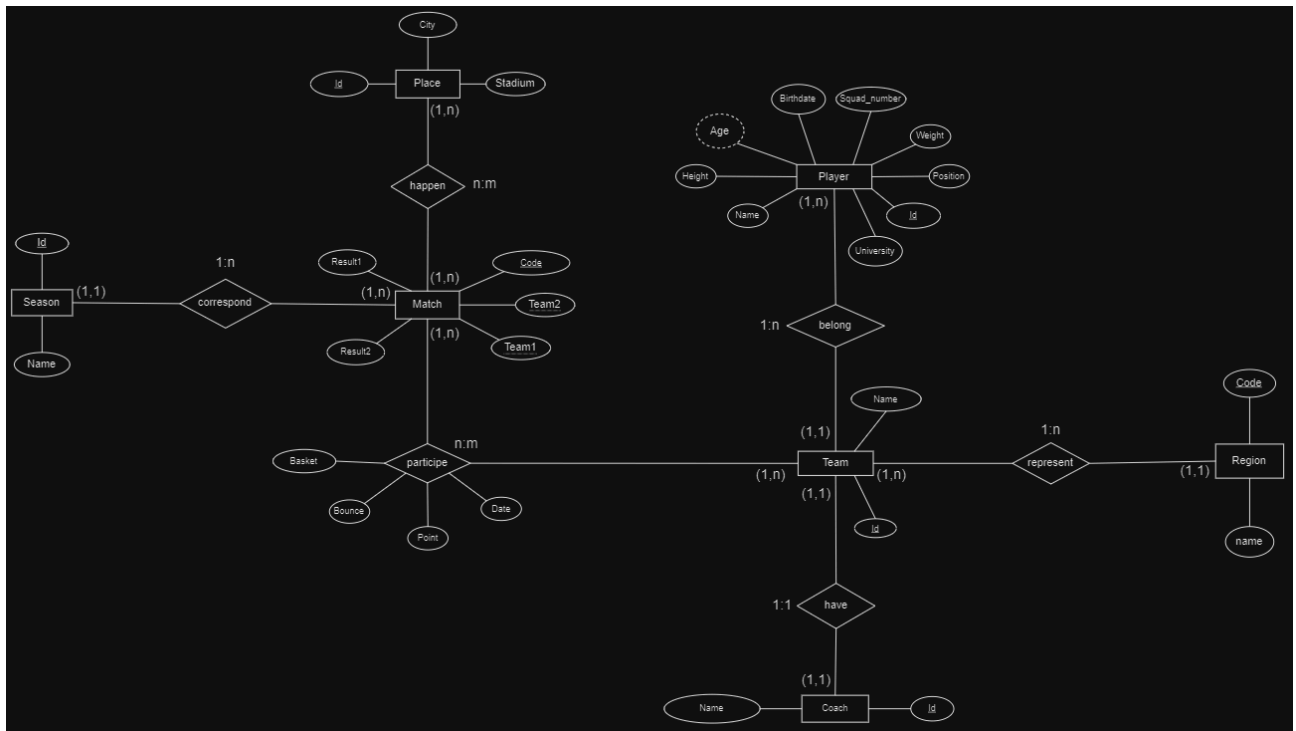 City
Id
Place
Stadium
(1,n)
happen
n:m
Birthdate
Squad_number
Age
Weight
Height
Player
Position
(1,n)
Name
Id
University
Id
1:n
Season
(1,1)
correspond
Name
Result1
(1,n)
Code
(1,n)
Match
Team2
(1,n)
Result2
Team1
1:n
belong
Name
(1,1)
n:m
Basket
participe
Bounce
Date
Point
(1,n)
Team
(1,n)
(1,1)
Id
1:n
represent
Code
(1,1)
Region
name
1:1
have
(1,1)
Name
Coach
Id